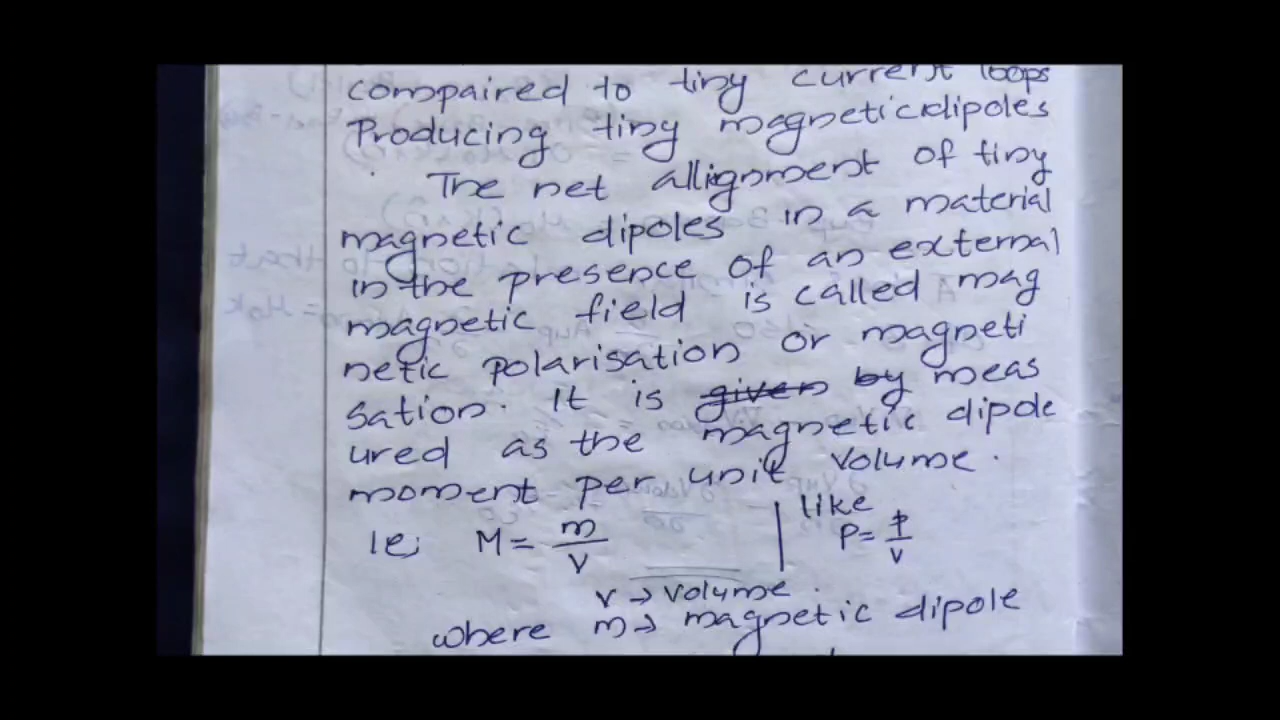 compaired to tiny current loops
Producing tiny magnetic dipoles
The net allignment of tiny
magnetic dipoles in a material
in the presence of an external
magnetic field is called mag
netic polarisation or magneti
sation. It is given by meas
ured as the magnetic dipole
moment per unit volume.
ie; M = m/v | like P = p/v
v → volume.
where m → magnetic dipole